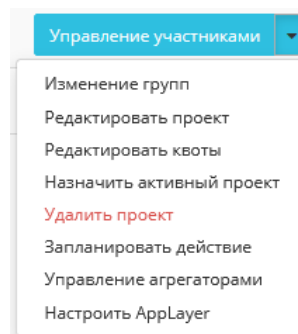 Управление участниками
Изменение групп
Редактировать проект
Редактировать квоты
Назначить активный проект
Удалить проект
Запланировать действие
Управление агрегаторами
Настроить AppLayer